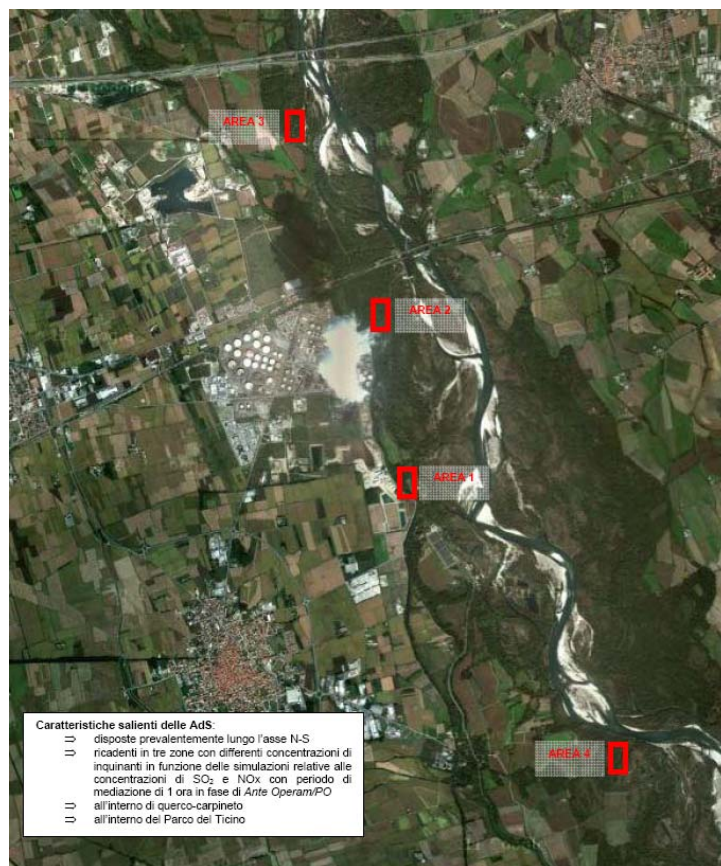 AREA 3
AREA 2
AREA 1
AREA 4
Caratteristiche salienti delle AdS:
⇒ disposte prevalentemente lungo l'asse N-S
⇒ ricadenti in tre zone con differenti concentrazioni di
inquinanti in funzione delle simulazioni relative alle
concentrazioni di SO₂ e NOx con periodo di
mediazione di 1 ora in fase di Ante Operam/PO
⇒ all'interno di querco-carpineto
⇒ all'interno del Parco del Ticino